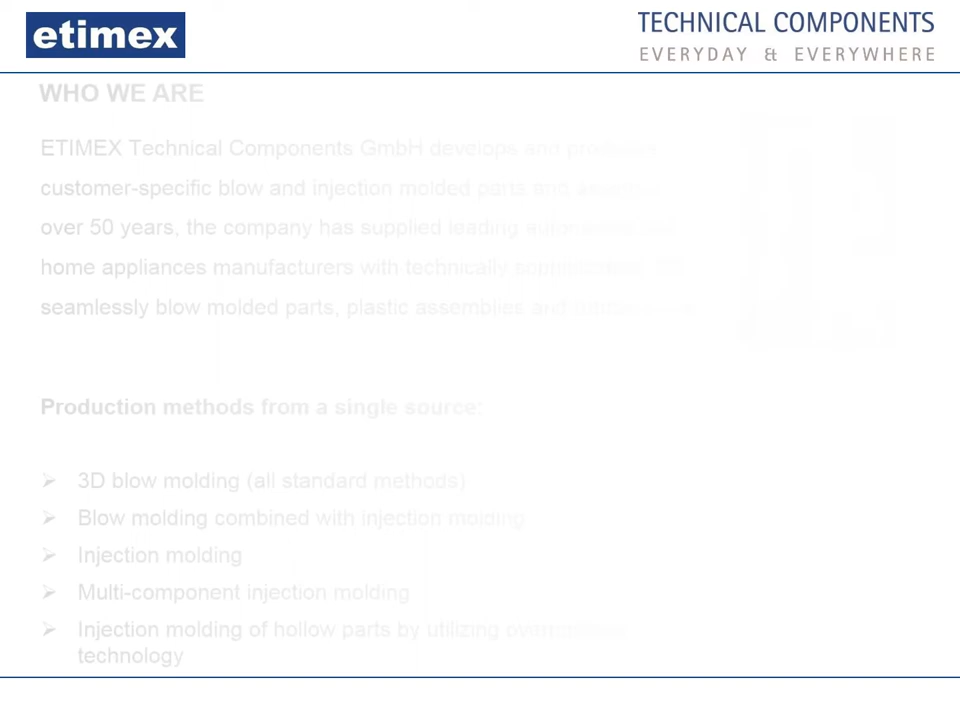 etimex
TECHNICAL COMPONENTS
EVERYDAY & EVERYWHERE
WHO WE ARE
ETIMEX Technical Components GmbH develops and produces
customer-specific blow and injection molded parts and
over 50 years, the company has supplied leading automotive and
home appliances manufacturers with technically
seamlessly blow molded parts, plastic assemblies and
Production methods from a single source:
➢ 3D blow molding (all standard methods)
➢ Blow molding combined with injection molding
➢ Injection molding
➢ Multi-component injection molding
➢ Injection molding of hollow parts by utilizing
technology